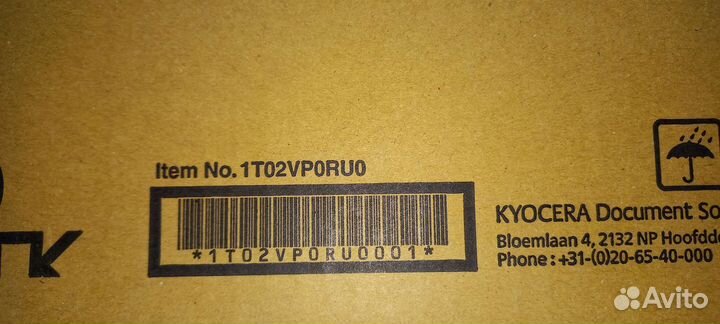 Item No. 1T02VP0RU0
*1T02VP0RU0001*
TK
KYOCERA Document So
Bloemlaan 4, 2132 NP Hoofdd
Phone : +31-(0)20-65-40-000
Avito